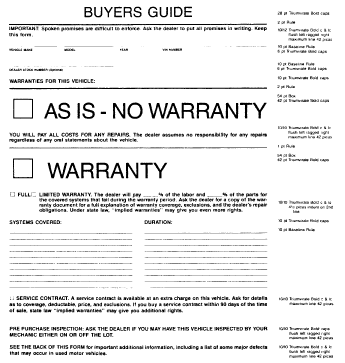 BUYERS GUIDE
IMPORTANT: Spoken promises are difficult to enforce. Ask the dealer to put all promises in writing. Keep
this form.
VEHICLE MAKE MODEL YEAR VIN NUMBER
DEALER STOCK NUMBER (Optional)
WARRANTIES FOR THIS VEHICLE:
AS IS - NO WARRANTY
YOU WILL PAY ALL COSTS FOR ANY REPAIRS. The dealer assumes no responsibility for any repairs
regardless of any oral statements about the vehicle.
WARRANTY
FULL LIMITED WARRANTY. The dealer will pay ____% of the labor and ____% of the parts for
the covered systems that fail during the warranty period. Ask the dealer for a copy of the war-
ranty document for a full explanation of warranty coverage, exclusions, and the dealer's repair
obligations. Under state law, "implied warranties" may give you even more rights.
SYSTEMS COVERED: DURATION:
SERVICE CONTRACT. A service contract is available at an extra charge on this vehicle. Ask for details
as to coverage, deductible, price, and exclusions. If you buy a service contract within 90 days of the time
of sale, state law "implied warranties" may give you additional rights.
PRE PURCHASE INSPECTION: ASK THE DEALER IF YOU MAY HAVE THIS VEHICLE INSPECTED BY YOUR
MECHANIC EITHER ON OR OFF THE LOT.
SEE THE BACK OF THIS FORM for important additional information, including a list of some major defects
that may occur in used motor vehicles.
28 pt Triumvirate Bold caps
2 pt Rule
10/12 Triumvirate Bold c & lc
flush left ragged right
maximum line 42 picas
10 pt Baseline Rule
6 pt Triumvirate Bold caps
10 pt Baseline Rule
6 pt Triumvirate Bold caps
10 pt Triumvirate Bold caps
2 pt Rule
54 pt Box
42 pt Triumvirate Bold caps
10/10 Triumvirate Bold c & lc
flush left ragged right
maximum line 42 picas
1 pt Rule
54 pt Box
42 pt Triumvirate Bold caps
10/10 Triumvirate Bold c & lc
picas indent on 2nd
line
10 pt Triumvirate Bold caps
10 pt Baseline Rule
10/10 Triumvirate Bold caps
flush left ragged right
maximum line 42 picas
10/10 Triumvirate Bold caps
flush left ragged right
maximum line 42 picas
10/10 Triumvirate Bold c & lc
flush left ragged right
maximum line 42 picas